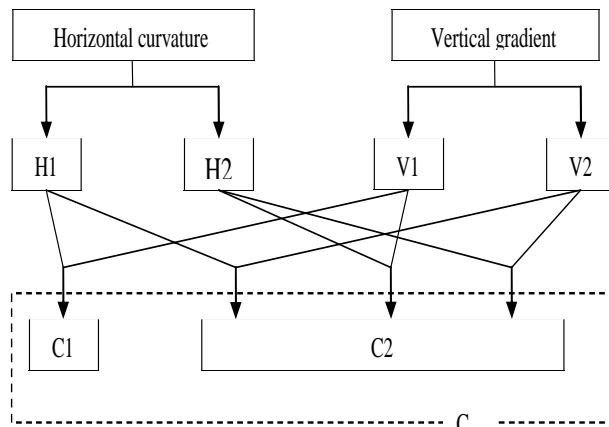 Horizontal curvature Vertical gradient
H1 H2 V1 V2
C1 C2
C